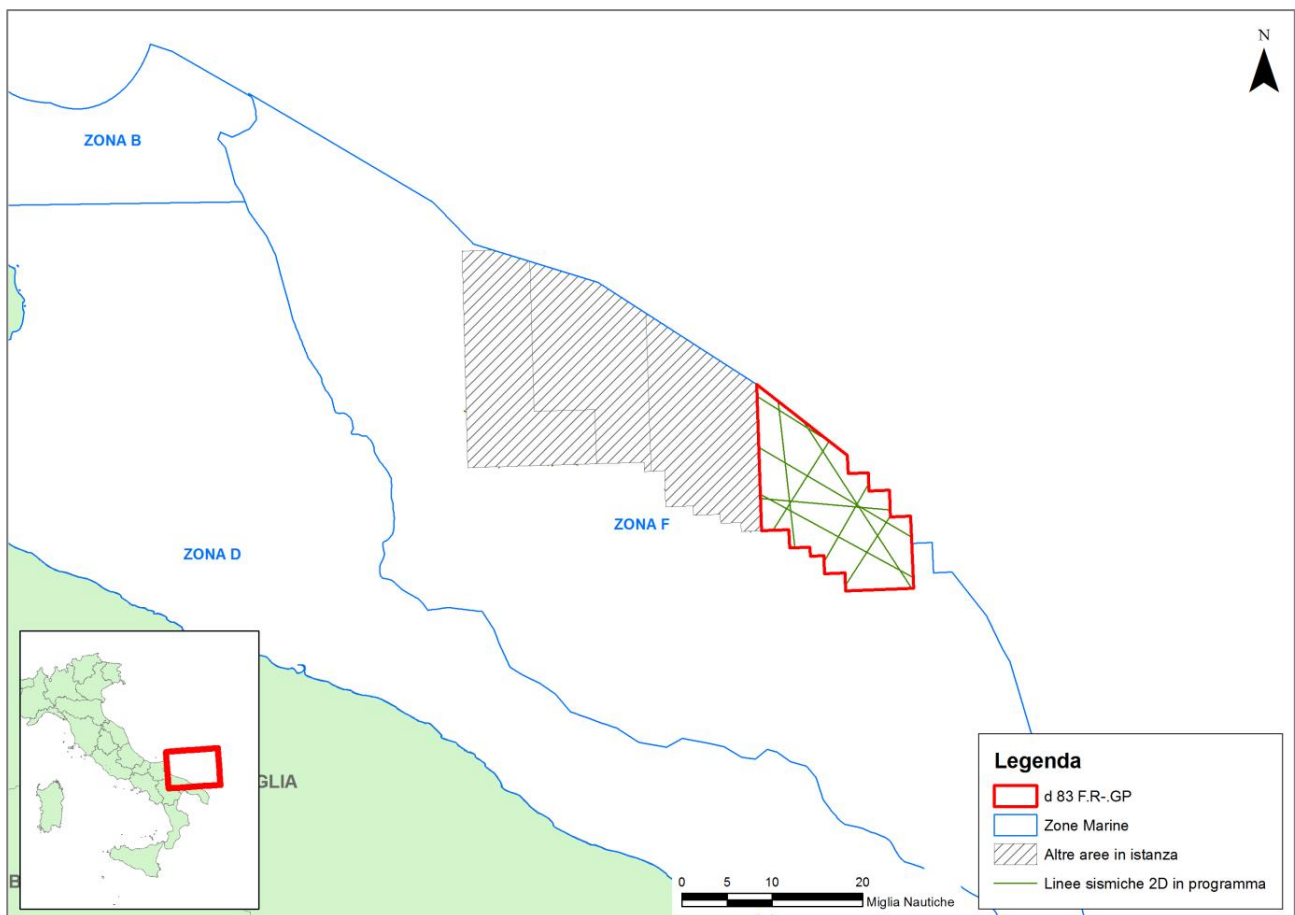 N
ZONA B
ZONA F
ZONA D
GLIA
B
Legenda
d 83 F.R-.GP
Zone Marine
Altre aree in istanza
Linee sismiche 2D in programma
0 5 10 20
Miglia Nautiche